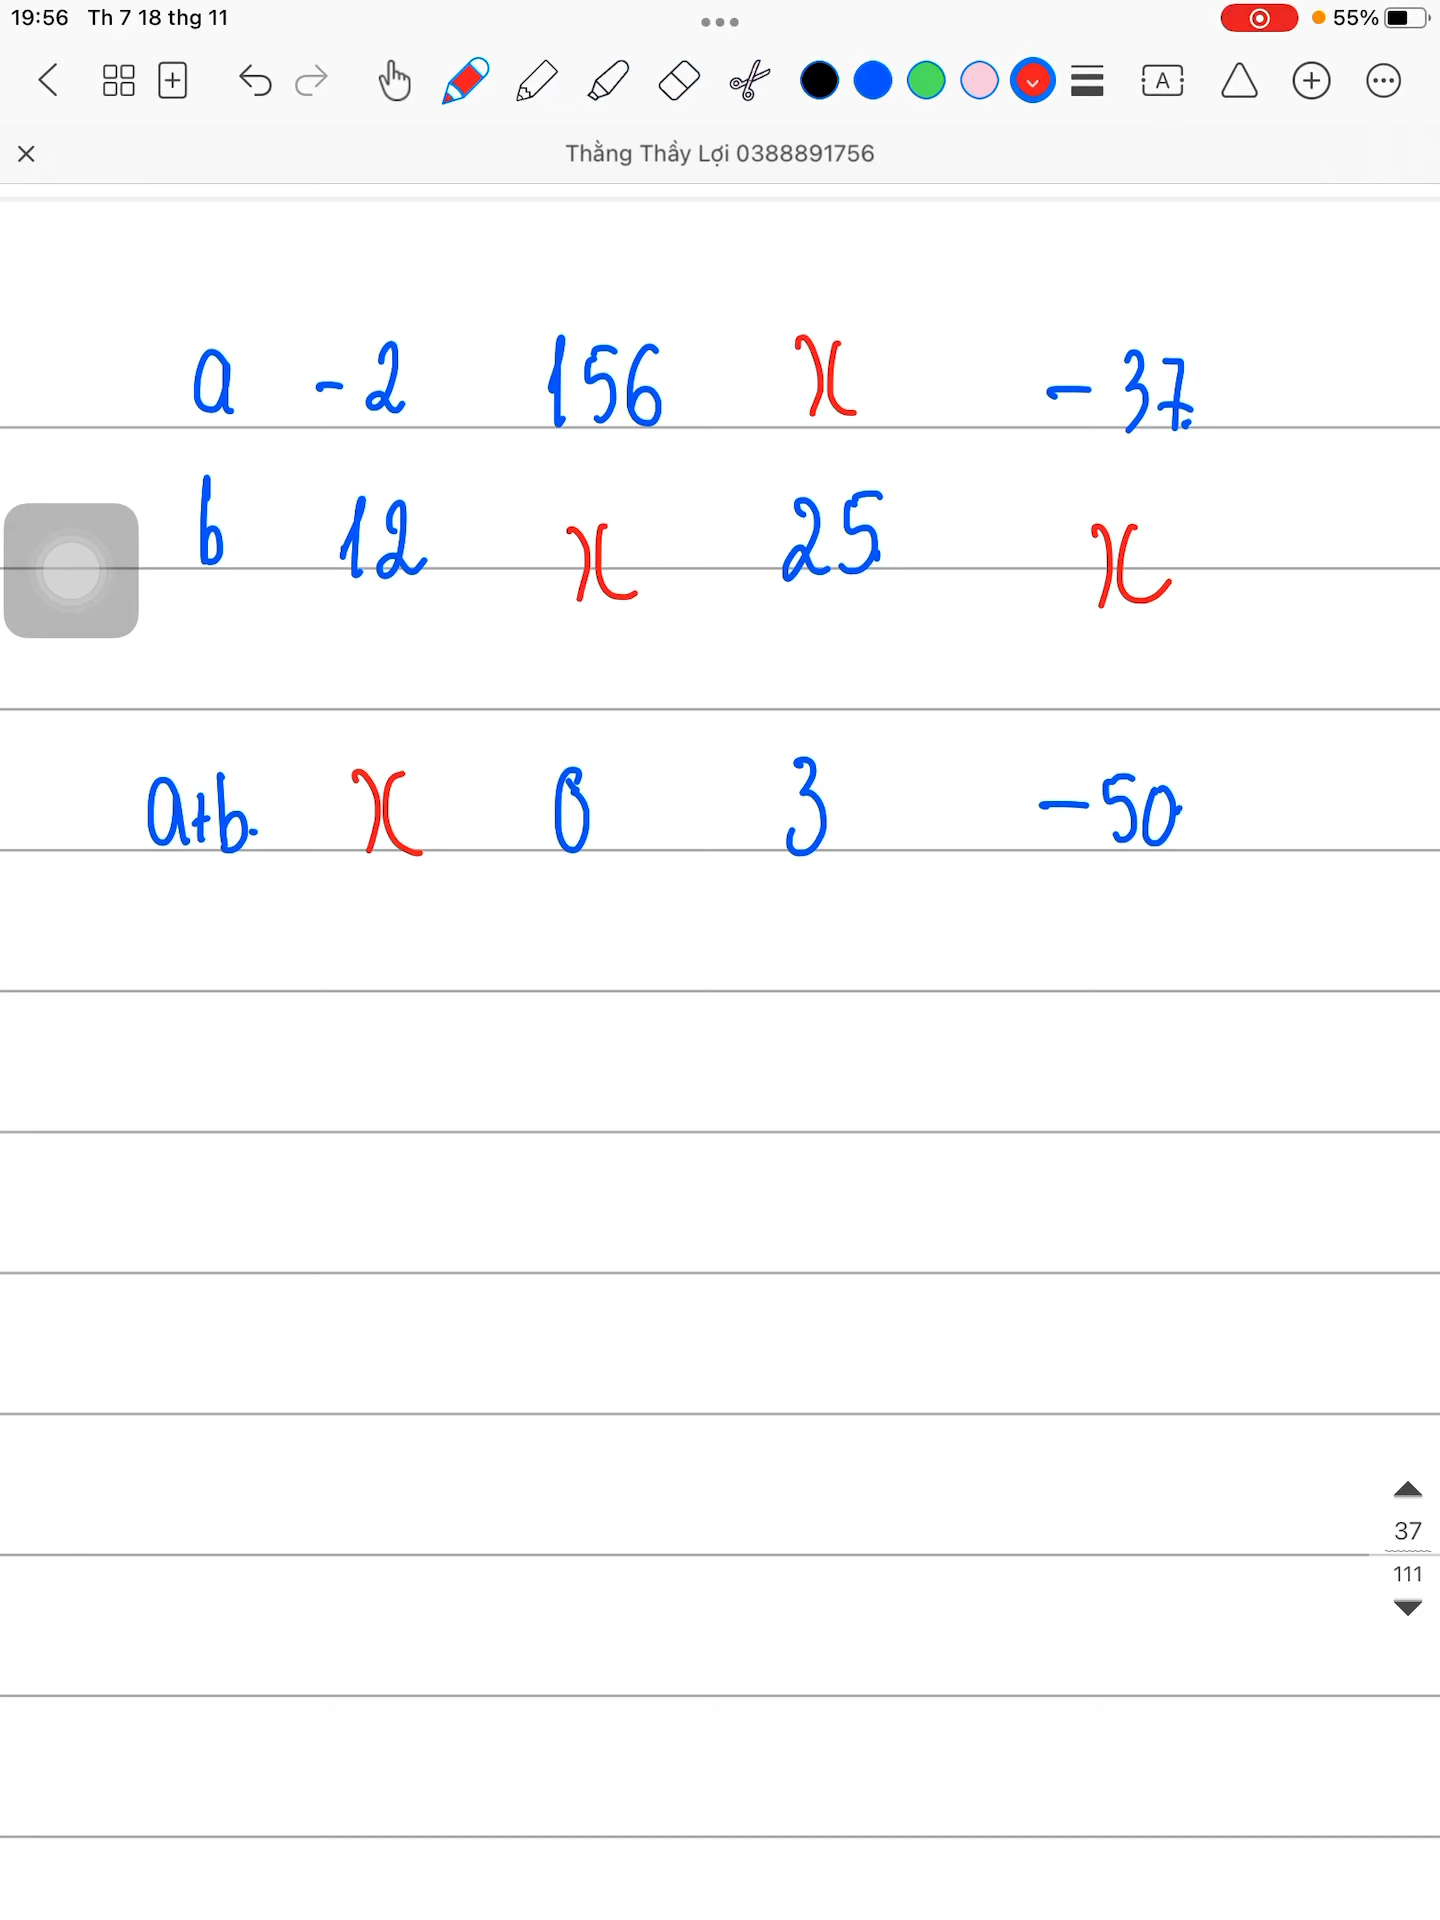 19:56 Th 7 18 thg 11 55%
A
Thằng Thầy Lợi 0388891756
a -2 156 x -37.
b 12 x 25 x
a+b. x 0 3 -50
37
111